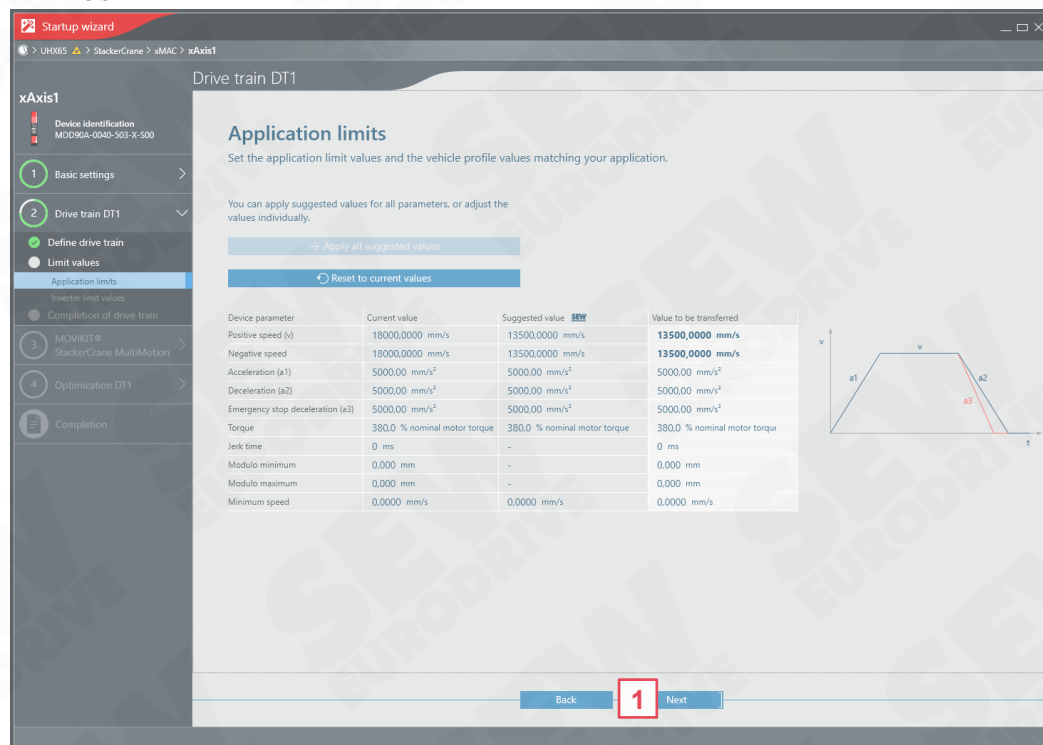 Startup wizard
> UHX65 > StackerCrane > xMAC > xAxis1
Drive train DT1
xAxis1
Device identification
MDD90A-0040-503-X-S00
1 Basic settings
2 Drive train DT1
Define drive train
Limit values
Application limits
Inverter limit values
Completion of drive train
3 MOVIKIT®
StackerCrane MultiMotion
4 Optimization DT1
Completion
Application limits
Set the application limit values and the vehicle profile values matching your application.
You can apply suggested values for all parameters, or adjust the
values individually.
→ Apply all suggested values
Reset to current values
Device parameter Current value Suggested value SEW Value to be transferred
Positive speed (v) 18000,0000 mm/s 13500,0000 mm/s 13500,0000 mm/s
Negative speed 18000,0000 mm/s 13500,0000 mm/s 13500,0000 mm/s
Acceleration (a1) 5000,00 mm/s² 5000,00 mm/s² 5000,00 mm/s²
Deceleration (a2) 5000,00 mm/s² 5000,00 mm/s² 5000,00 mm/s²
Emergency stop deceleration (a3) 5000,00 mm/s² 5000,00 mm/s² 5000,00 mm/s²
Torque 380,0 % nominal motor torque 380,0 % nominal motor torque 380,0 % nominal motor torqu
Jerk time 0 ms - 0 ms
Modulo minimum 0,000 mm - 0,000 mm
Modulo maximum 0,000 mm - 0,000 mm
Minimum speed 0,0000 mm/s 0,0000 mm/s 0,0000 mm/s
v
v
a1
a2
a3
t
Back
1
Next
SEW
EURODRIVE